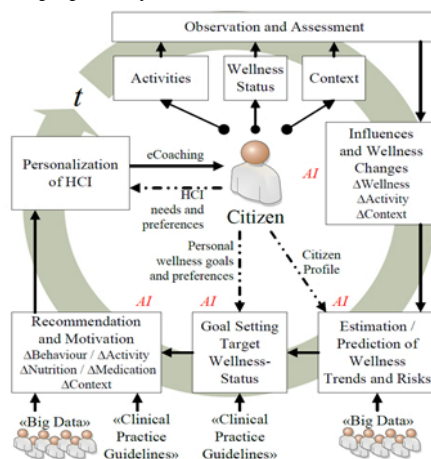 Observation and Assessment
Activities
Wellness
Status
Context
t
Personalization
of HCI
eCoaching
HCI
needs and
preferences
Citizen
AI
Influences
and Wellness
Changes
ΔWellness
ΔActivity
ΔContext
Personal
wellness goals
and preferences
Citizen
Profile
AI
AI
AI
Recommendation
and Motivation
ΔBehaviour / ΔActivity
ΔNutrition / ΔMedication
ΔContext
Goal Setting
Target
Wellness-
Status
Estimation /
Prediction of
Wellness
Trends and Risks
«Big Data»
«Clinical
Practice
Guidelines»
«Clinical
Practice
Guidelines»
«Big Data»